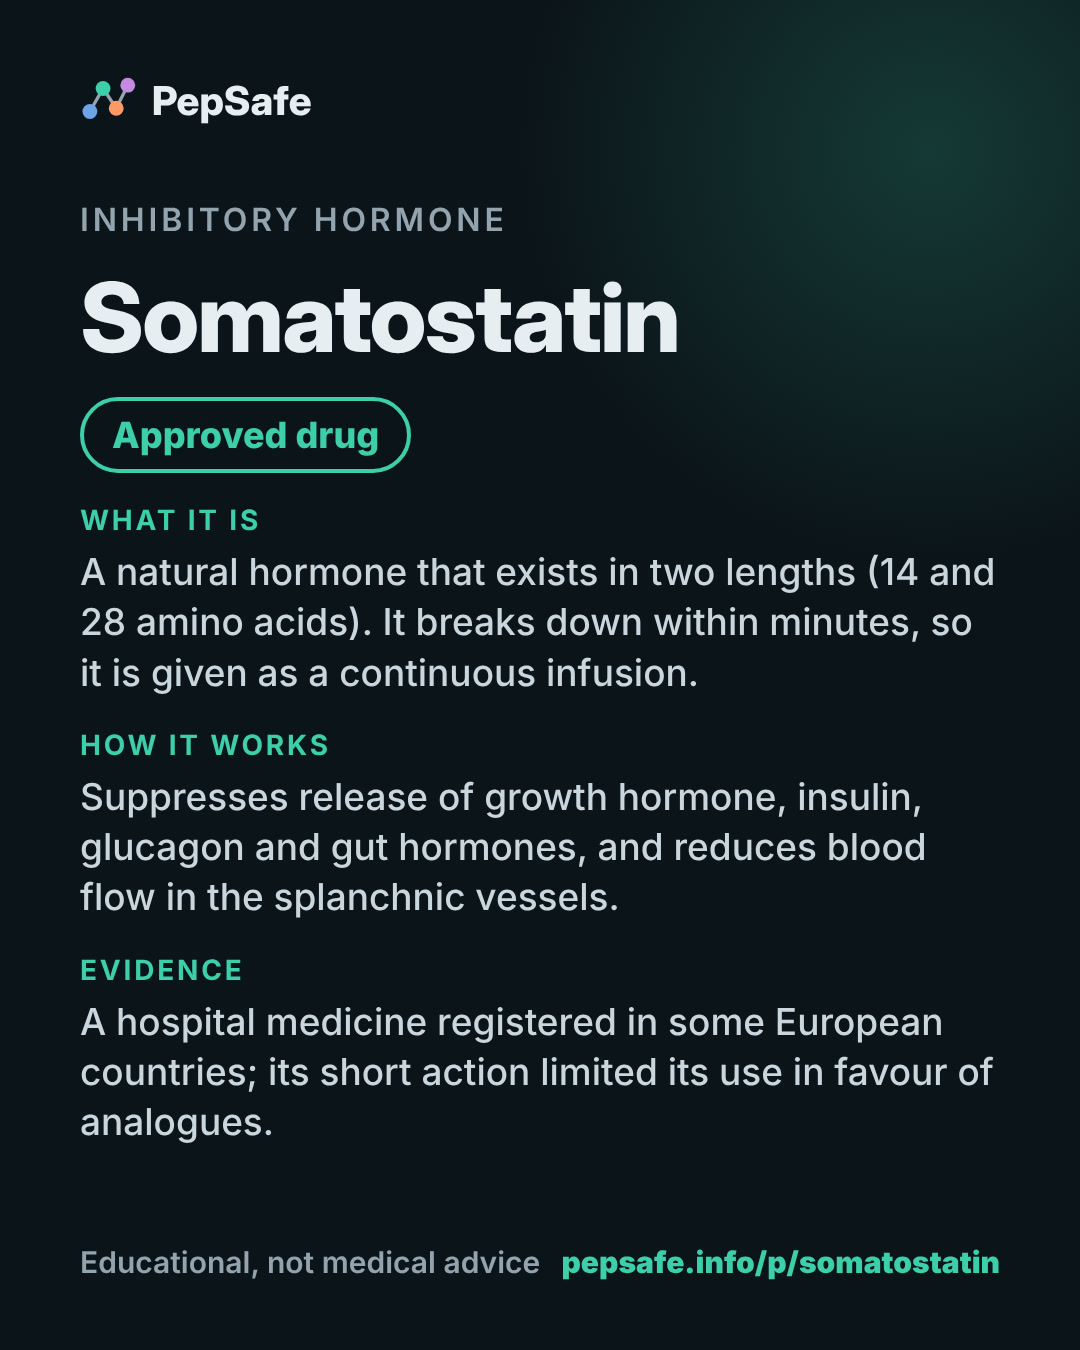 PepSafe
INHIBITORY HORMONE
Somatostatin
Approved drug
WHAT IT IS
A natural hormone that exists in two lengths (14 and
28 amino acids). It breaks down within minutes, so
it is given as a continuous infusion.
HOW IT WORKS
Suppresses release of growth hormone, insulin,
glucagon and gut hormones, and reduces blood
flow in the splanchnic vessels.
EVIDENCE
A hospital medicine registered in some European
countries; its short action limited its use in favour of
analogues.
Educational, not medical advice pepsafe.info/p/somatostatin